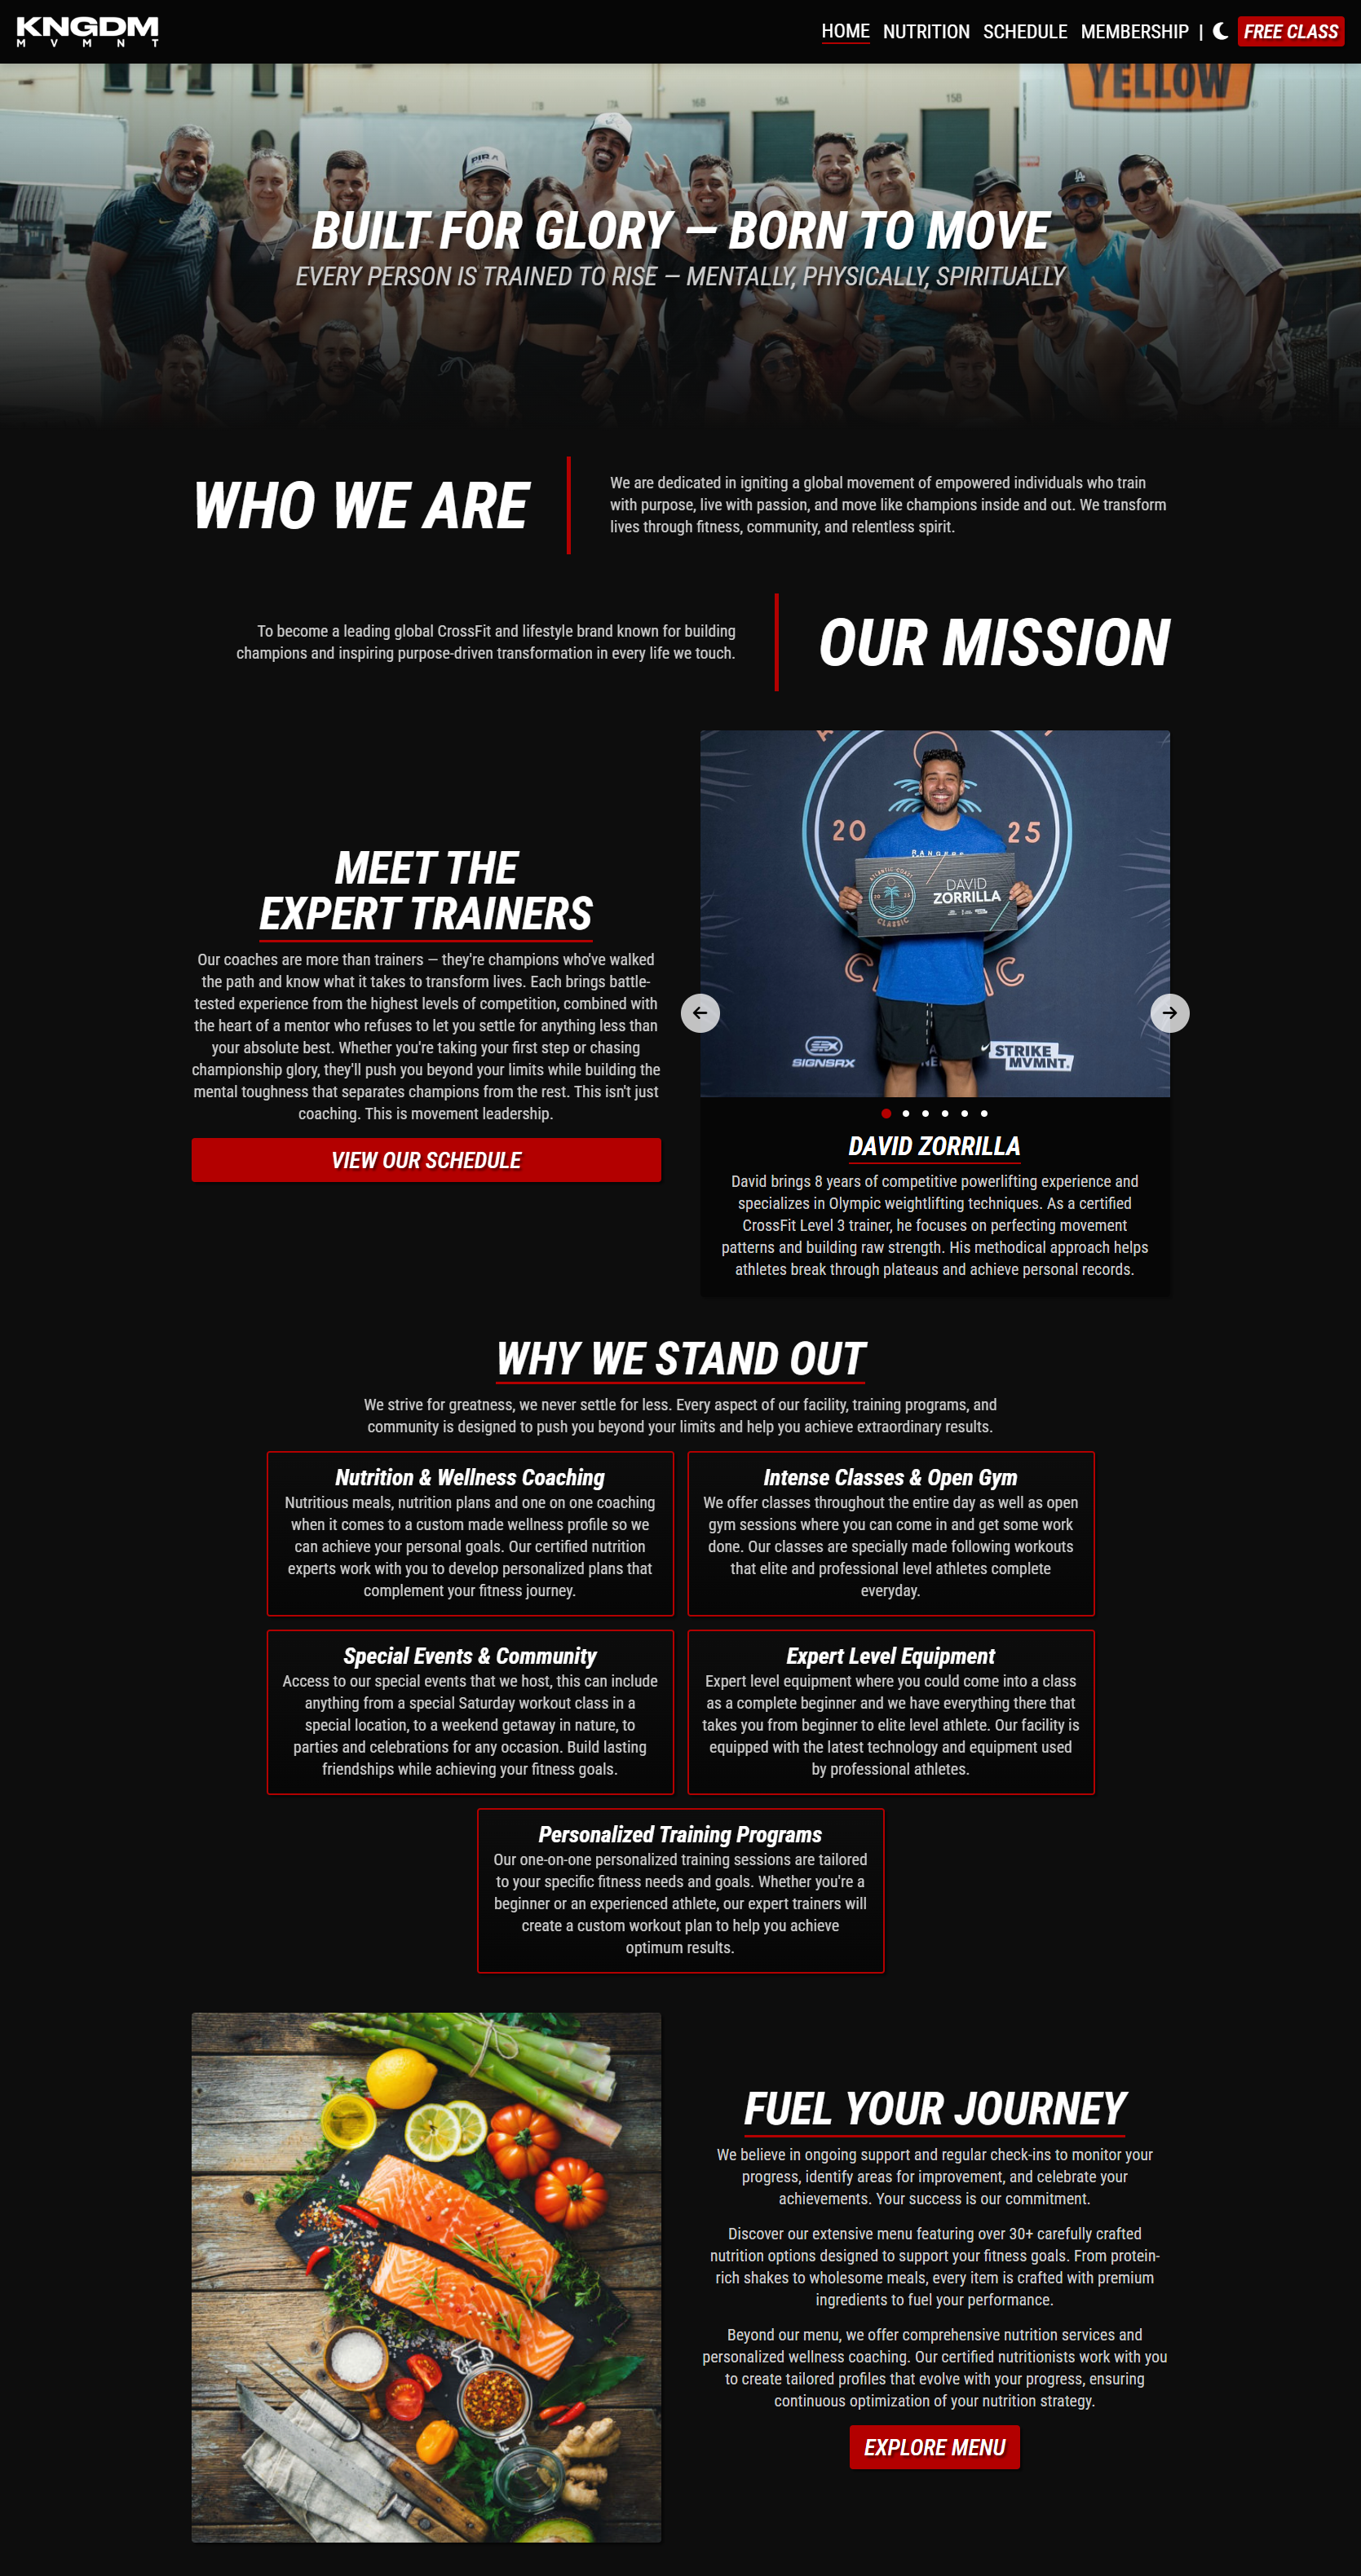 KNGDM
MVMNT
HOME NUTRITION SCHEDULE MEMBERSHIP | FREE CLASS
YELLOW
17A
16B
16A
15B
BUILT FOR GLORY — BORN TO MOVE
EVERY PERSON IS TRAINED TO RISE — MENTALLY, PHYSICALLY, SPIRITUALLY
WHO WE ARE
We are dedicated in igniting a global movement of empowered individuals who train
with purpose, live with passion, and move like champions inside and out. We transform
lives through fitness, community, and relentless spirit.
To become a leading global CrossFit and lifestyle brand known for building
champions and inspiring purpose-driven transformation in every life we touch.
OUR MISSION
MEET THE
EXPERT TRAINERS
Our coaches are more than trainers — they're champions who've walked
the path and know what it takes to transform lives. Each brings battle-
tested experience from the highest levels of competition, combined with
the heart of a mentor who refuses to let you settle for anything less than
your absolute best. Whether you're taking your first step or chasing
championship glory, they'll push you beyond your limits while building the
mental toughness that separates champions from the rest. This isn't just
coaching. This is movement leadership.
VIEW OUR SCHEDULE
20 25
RANGERS
ATLANTIC COAST
CLASSIC
DAVID
ZORRILLA
SIGNSRX
STRIKE
MVMNT.
DAVID ZORRILLA
David brings 8 years of competitive powerlifting experience and
specializes in Olympic weightlifting techniques. As a certified
CrossFit Level 3 trainer, he focuses on perfecting movement
patterns and building raw strength. His methodical approach helps
athletes break through plateaus and achieve personal records.
WHY WE STAND OUT
We strive for greatness, we never settle for less. Every aspect of our facility, training programs, and
community is designed to push you beyond your limits and help you achieve extraordinary results.
Nutrition & Wellness Coaching
Nutritious meals, nutrition plans and one on one coaching
when it comes to a custom made wellness profile so we
can achieve your personal goals. Our certified nutrition
experts work with you to develop personalized plans that
complement your fitness journey.
Intense Classes & Open Gym
We offer classes throughout the entire day as well as open
gym sessions where you can come in and get some work
done. Our classes are specially made following workouts
that elite and professional level athletes complete
everyday.
Special Events & Community
Access to our special events that we host, this can include
anything from a special Saturday workout class in a
special location, to a weekend getaway in nature, to
parties and celebrations for any occasion. Build lasting
friendships while achieving your fitness goals.
Expert Level Equipment
Expert level equipment where you could come into a class
as a complete beginner and we have everything there that
takes you from beginner to elite level athlete. Our facility is
equipped with the latest technology and equipment used
by professional athletes.
Personalized Training Programs
Our one-on-one personalized training sessions are tailored
to your specific fitness needs and goals. Whether you're a
beginner or an experienced athlete, our expert trainers will
create a custom workout plan to help you achieve
optimum results.
FUEL YOUR JOURNEY
We believe in ongoing support and regular check-ins to monitor your
progress, identify areas for improvement, and celebrate your
achievements. Your success is our commitment.
Discover our extensive menu featuring over 30+ carefully crafted
nutrition options designed to support your fitness goals. From protein-
rich shakes to wholesome meals, every item is crafted with premium
ingredients to fuel your performance.
Beyond our menu, we offer comprehensive nutrition services and
personalized wellness coaching. Our certified nutritionists work with you
to create tailored profiles that evolve with your progress, ensuring
continuous optimization of your nutrition strategy.
EXPLORE MENU